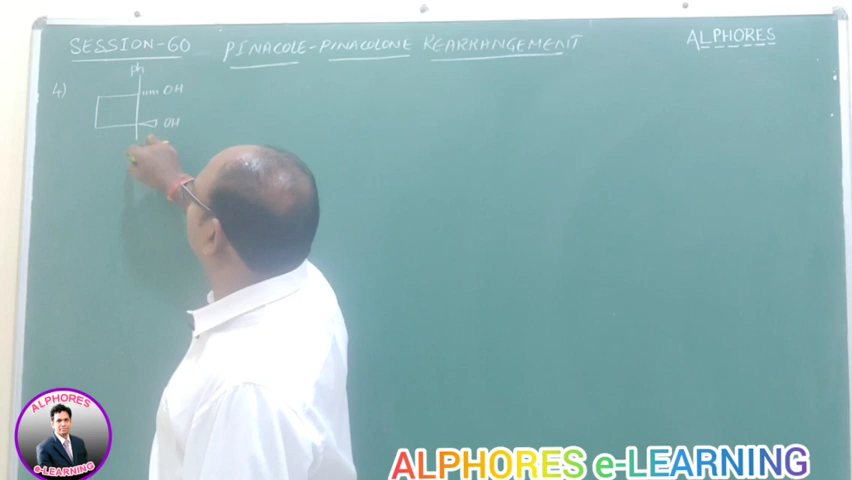 SESSION-60 PINACOLE-PINACOLONE REARRANGEMENT ALPHORES
4)
Ph
OH
OH
ALPHORES
e-LEARNING
ALPHORES e-LEARNING